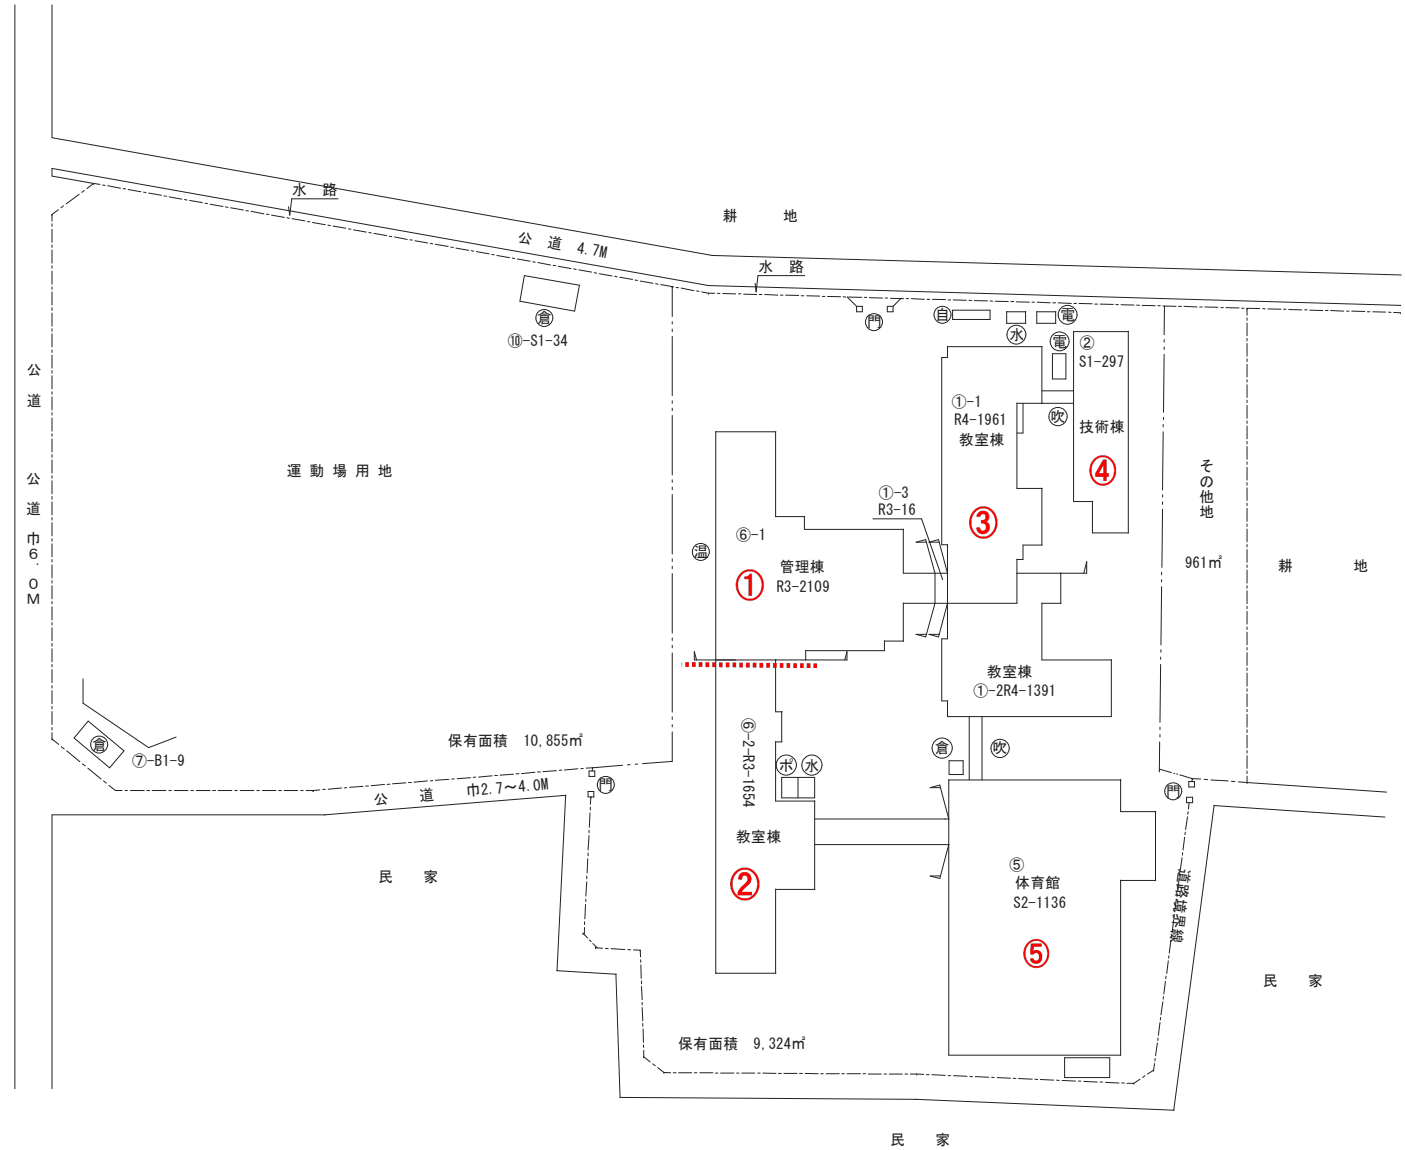 水 路
耕 地
公 道 4.7M
水 路
倉
⑩-S1-34
門
自
水
電
電
②
S1-297
①-1
R4-1961
教室棟
吹
技術棟
④
公 道
公 道 巾 6.0M
運 動 場 用 地
①-3
R3-16
③
その他地
961㎡
耕 地
⑥-1
温
管理棟
R3-2109
①
教室棟
①-2R4-1391
倉
⑦-B1-9
保有面積 10,855㎡
公 道 巾2.7～4.0M
門
⑥-2-R3-1654
ポ
水
倉
吹
門
教室棟
②
民 家
⑤
体育館
S2-1136
⑤
道路境界線
民 家
保有面積 9,324㎡
民 家